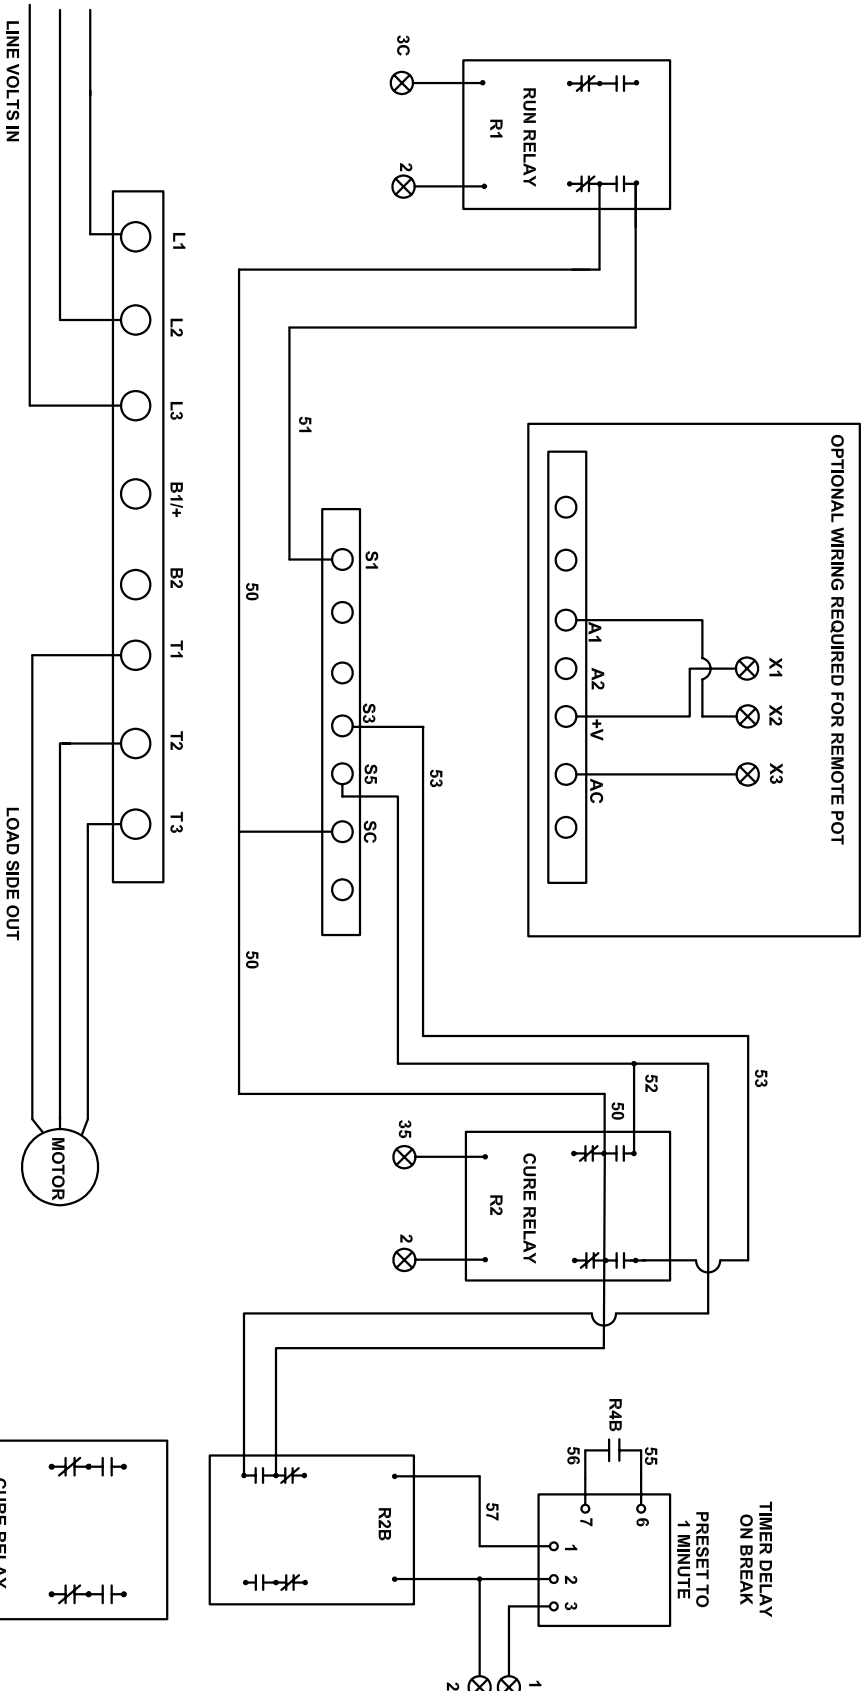 OPTIONAL WIRING REQUIRED FOR REMOTE POT
X1
X2
X3
A1
A2
+V
AC
TIMER DELAY
ON BREAK
PRESET TO
1 MINUTE
RUN RELAY
R1
3C
2
53
52
50
CURE RELAY
R2
35
2
R4B
55
56
6
7
1
2
3
1
2
57
R2B
51
S1
S3
S5
SC
53
50
50
L1
L2
L3
B1/+
B2
T1
T2
T3
LINE VOLTS IN
LOAD SIDE OUT
MOTOR
CURE RELAY